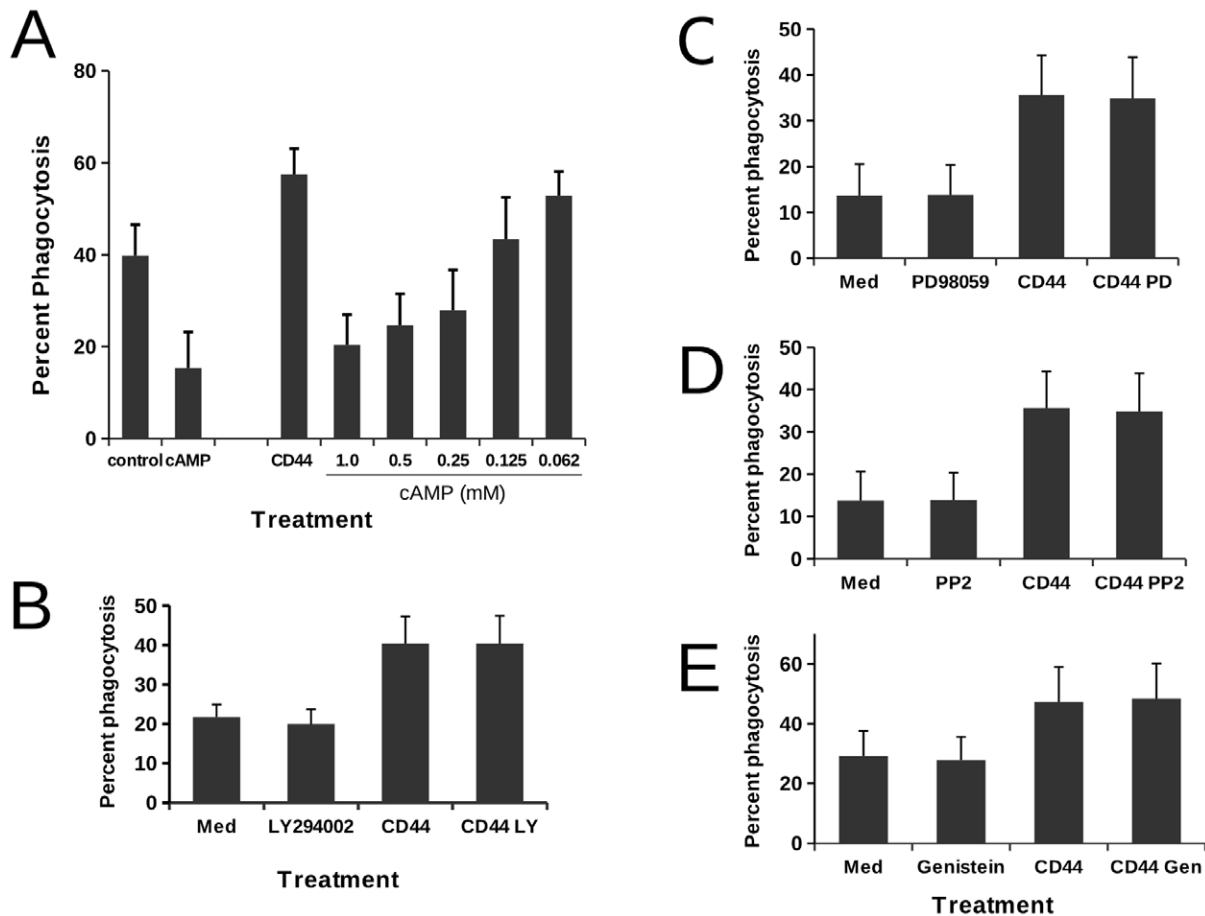 A
Percent Phagocytosis
80
60
40
20
0
control cAMP CD44 1.0 0.5 0.25 0.125 0.062
cAMP (mM)
Treatment
B
Percent phagocytosis
50
40
30
20
10
0
Med LY294002 CD44 CD44 LY
Treatment
C
Percent phagocytosis
50
40
30
20
10
0
Med PD98059 CD44 CD44 PD
D
Percent phagocytosis
50
40
30
20
10
0
Med PP2 CD44 CD44 PP2
E
Percent phagocytosis
60
40
20
0
Med Genistein CD44 CD44 Gen
Treatment